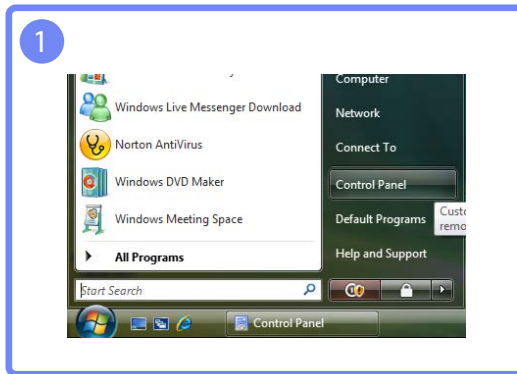 1
Windows Live Messenger Download
Norton AntiVirus
Windows DVD Maker
Windows Meeting Space
All Programs
Start Search
Computer
Network
Connect To
Control Panel
Default Programs
Help and Support
Custo
remo
Control Panel